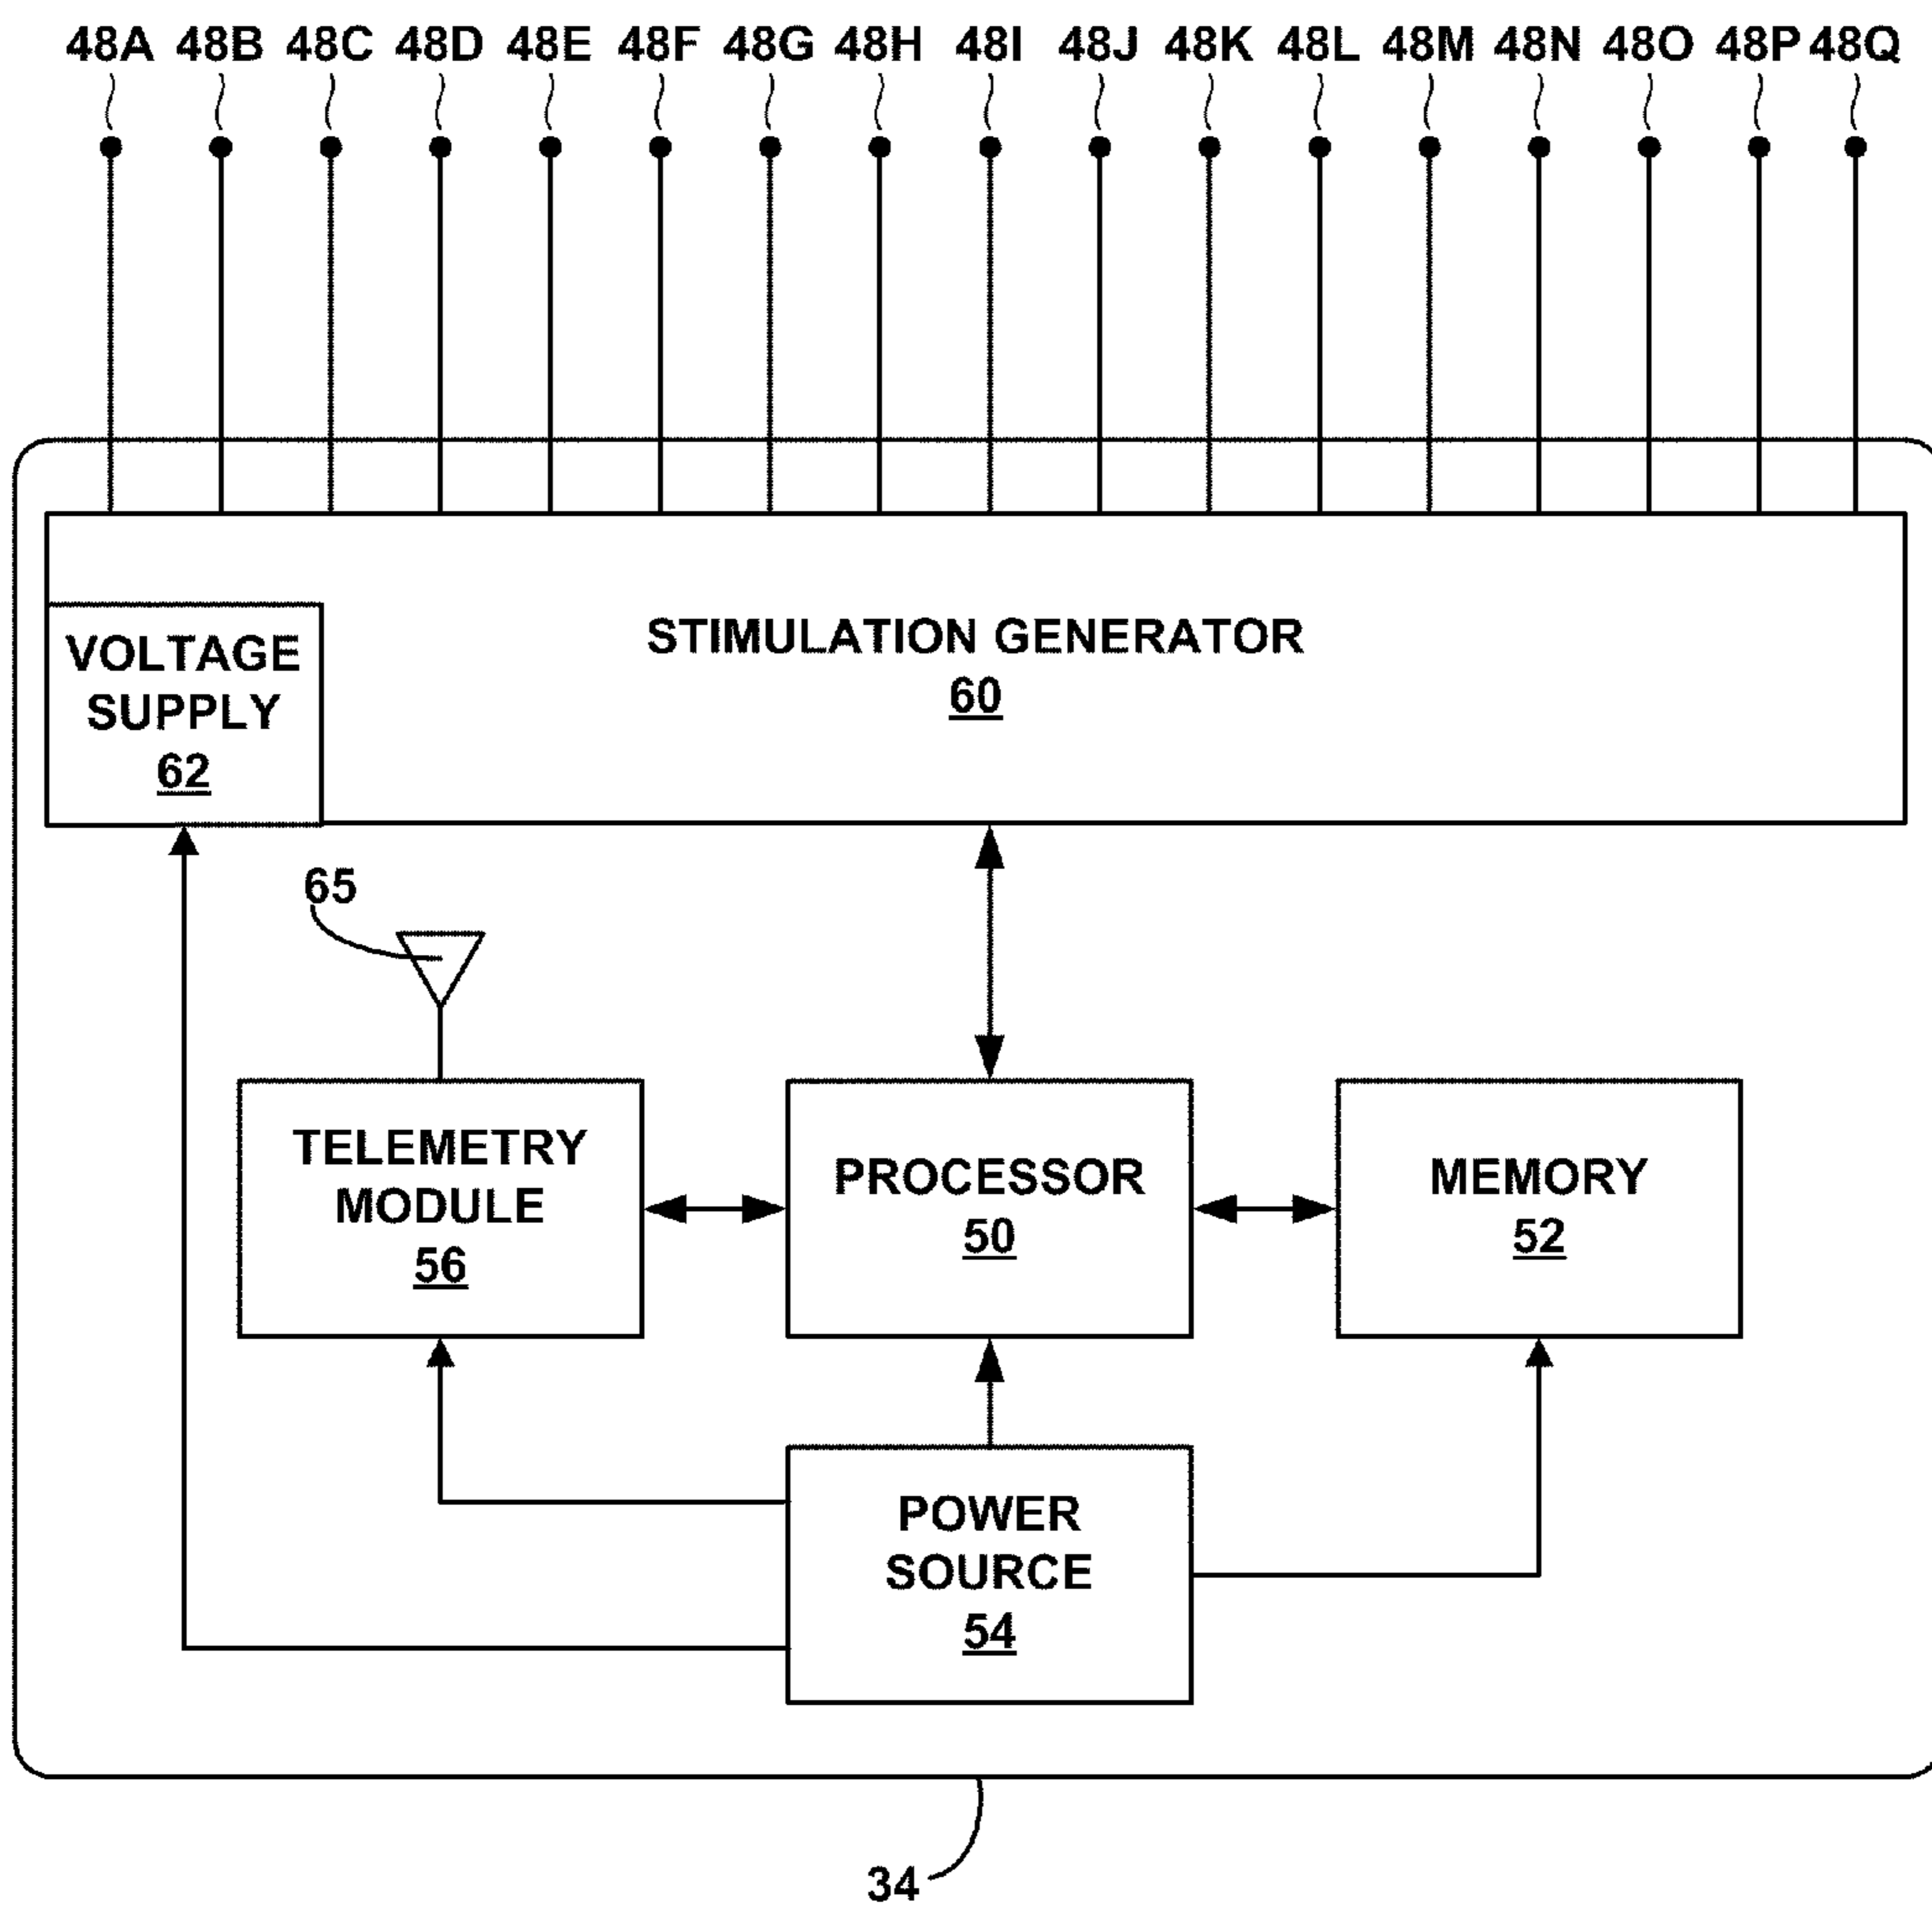 48A 48B 48C 48D 48E 48F 48G 48H 48I 48J 48K 48L 48M 48N 48O 48P 48Q
STIMULATION GENERATOR
60
VOLTAGE
SUPPLY
62
65
TELEMETRY
MODULE
56
PROCESSOR
50
MEMORY
52
POWER
SOURCE
54
34